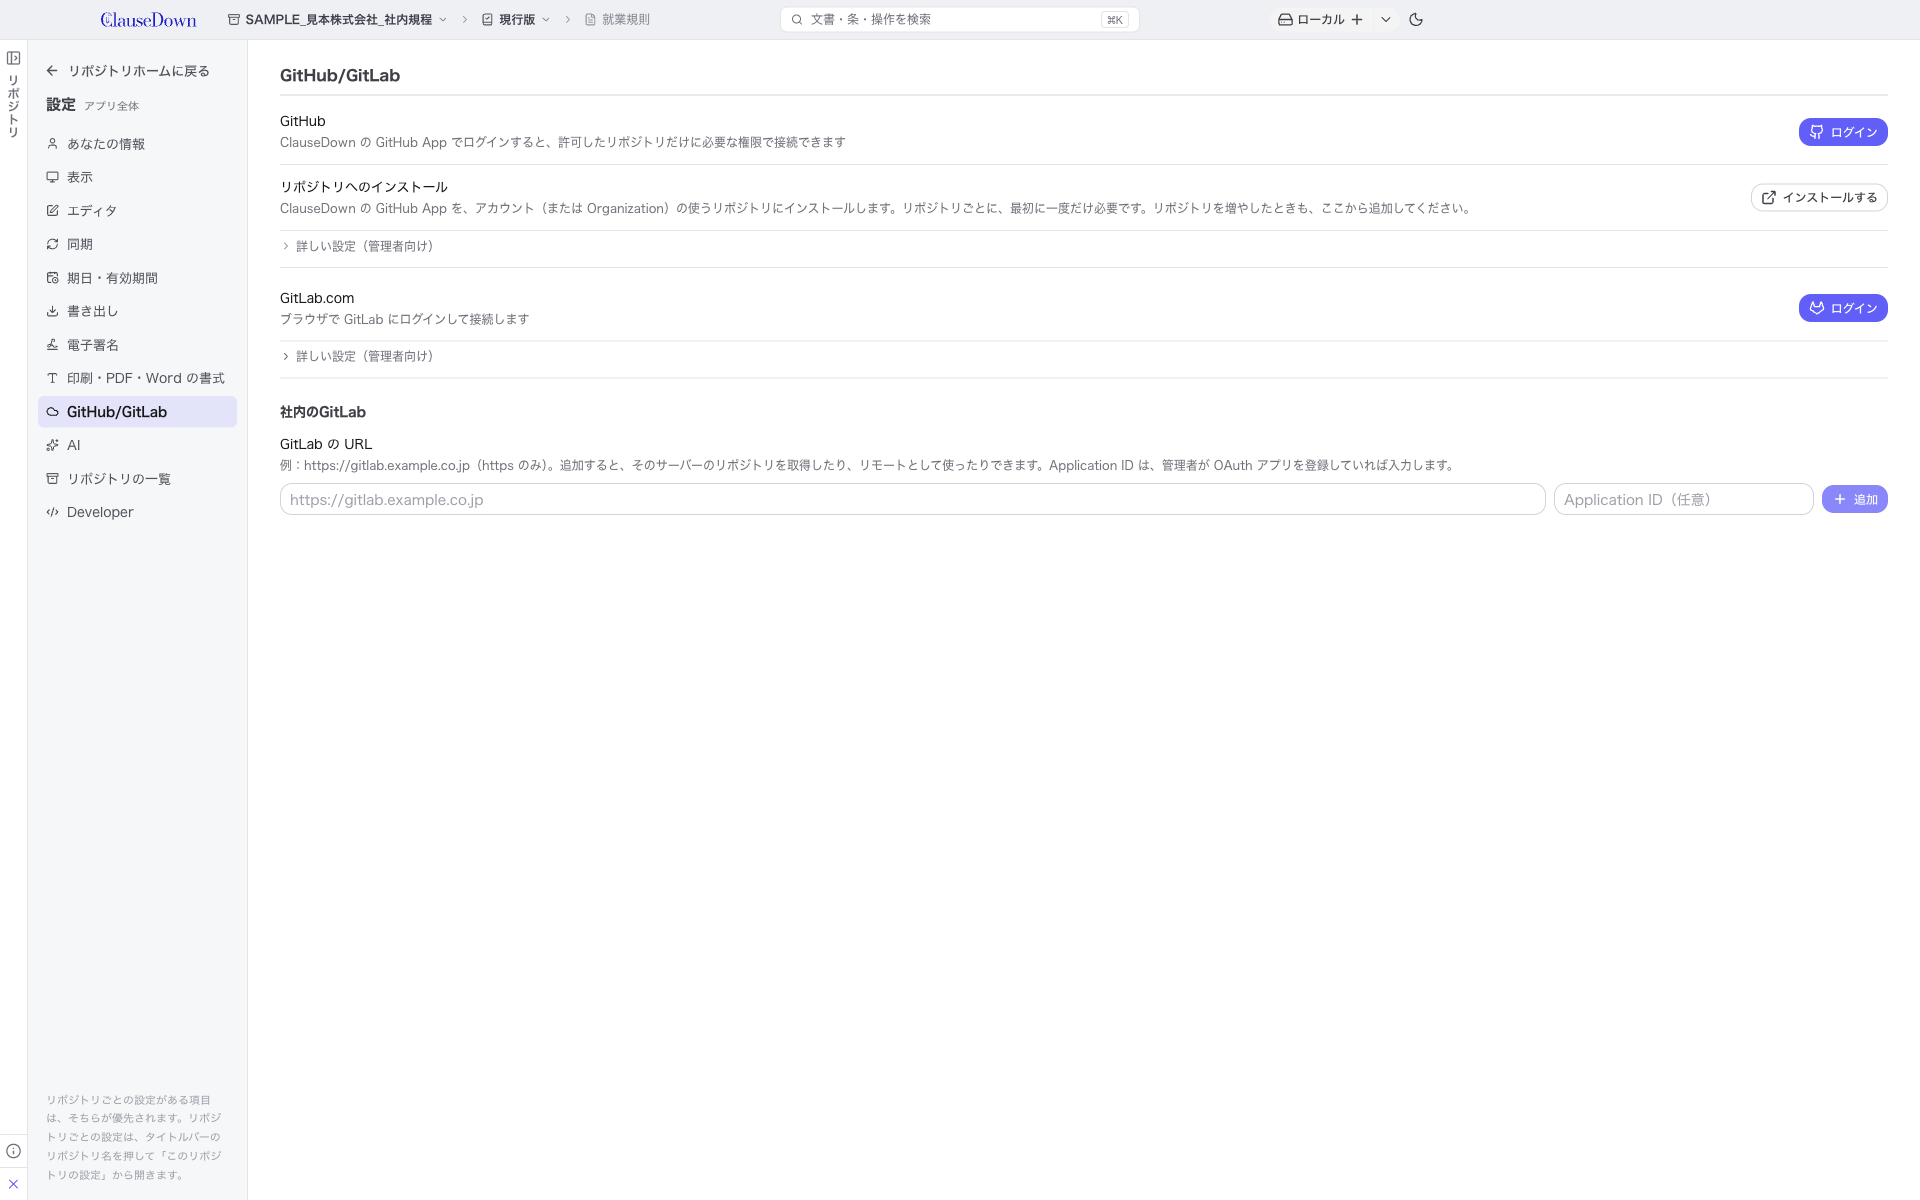 ClauseDown
SAMPLE_見本株式会社_社内規程
現行版
就業規則
文書・条・操作を検索
⌘K
ローカル
リポジトリ
リポジトリホームに戻る
設定 アプリ全体
あなたの情報
表示
エディタ
同期
期日・有効期間
書き出し
電子署名
印刷・PDF・Word の書式
GitHub/GitLab
AI
リポジトリの一覧
Developer
リポジトリごとの設定がある項目
は、そちらが優先されます。リポジ
トリごとの設定は、タイトルバーの
リポジトリ名を押して「このリポジ
トリの設定」から開きます。
GitHub/GitLab
GitHub
ClauseDown の GitHub App でログインすると、許可したリポジトリだけに必要な権限で接続できます
ログイン
リポジトリへのインストール
ClauseDown の GitHub App を、アカウント（または Organization）の使うリポジトリにインストールします。リポジトリごとに、最初に一度だけ必要です。リポジトリを増やしたときも、ここから追加してください。
インストールする
詳しい設定（管理者向け）
GitLab.com
ブラウザで GitLab にログインして接続します
ログイン
詳しい設定（管理者向け）
社内のGitLab
GitLab の URL
例：https://gitlab.example.co.jp（https のみ）。追加すると、そのサーバーのリポジトリを取得したり、リモートとして使ったりできます。Application ID は、管理者が OAuth アプリを登録していれば入力します。
https://gitlab.example.co.jp
Application ID（任意）
追加